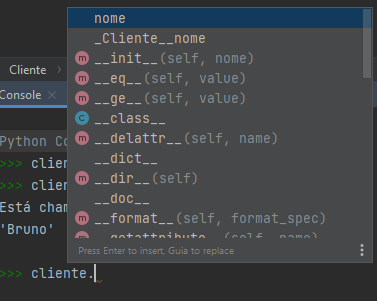 nome
_Cliente__nome
m __init__(self, nome)
Cliente >
m __eq__(self, value)
Console ×
m __ge__(self, value)
C __class__
Python Co
m __delattr__(self, name)
>>> clien
__dict__
>>> clien
m __dir__(self)
Está cham
__doc__
'Bruno'
m __format__(self, format_spec)
m __getattribute__(self, name)
Press Enter to insert, Guia to replace
>>> cliente.